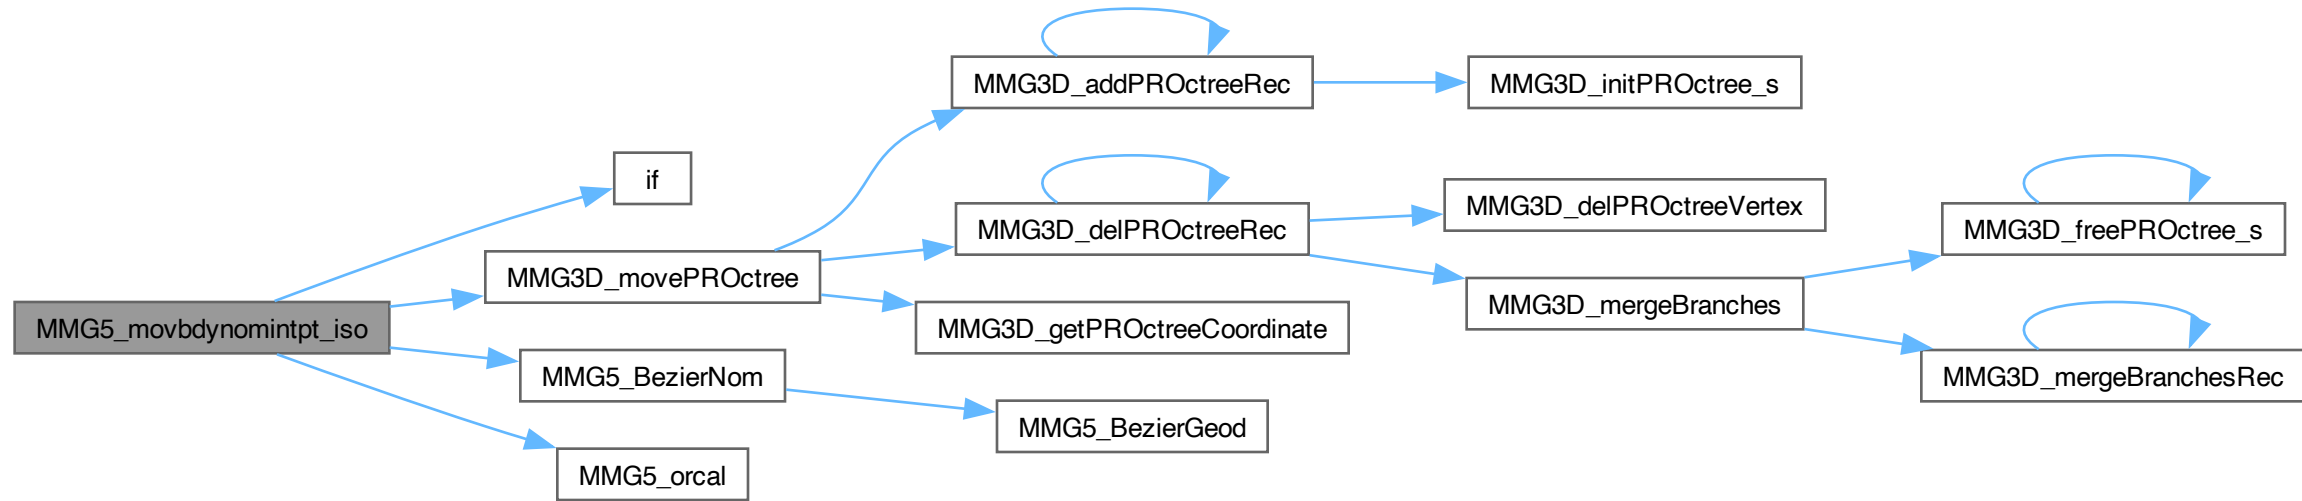 MMG5_movbdynomintpt_iso
if
MMG3D_movePROctree
MMG5_BezierNom
MMG5_orcal
MMG3D_addPROctreeRec
MMG3D_delPROctreeRec
MMG3D_getPROctreeCoordinate
MMG5_BezierGeod
MMG3D_initPROctree_s
MMG3D_delPROctreeVertex
MMG3D_mergeBranches
MMG3D_freePROctree_s
MMG3D_mergeBranchesRec